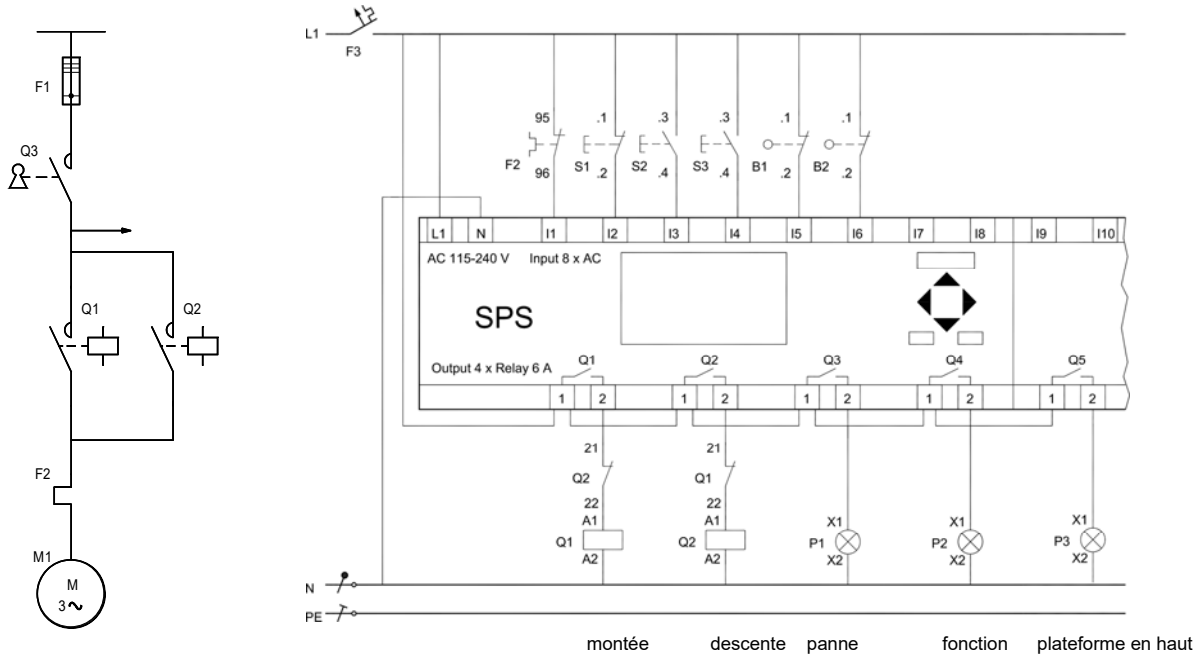 L1
F3
F1
Q3
95 .1 .3 .3 .1 .1
F2 S1 S2 S3 B1 B2
96 .2 .4 .4 .2 .2
L1 N I1 I2 I3 I4 I5 I6 I7 I8 I9 I10
AC 115-240 V Input 8 x AC
SPS
Q1 Q2
Output 4 x Relay 6 A
Q1 Q2 Q3 Q4 Q5
1 2 1 2 1 2 1 2 1 2
21 21
Q2 Q1
22 22
F2
A1 A1 X1 X1 X1
Q1 Q2 P1 P2 P3
A2 A2 X2 X2 X2
M1
M
3~
N
PE
montée descente panne fonction plateforme en haut